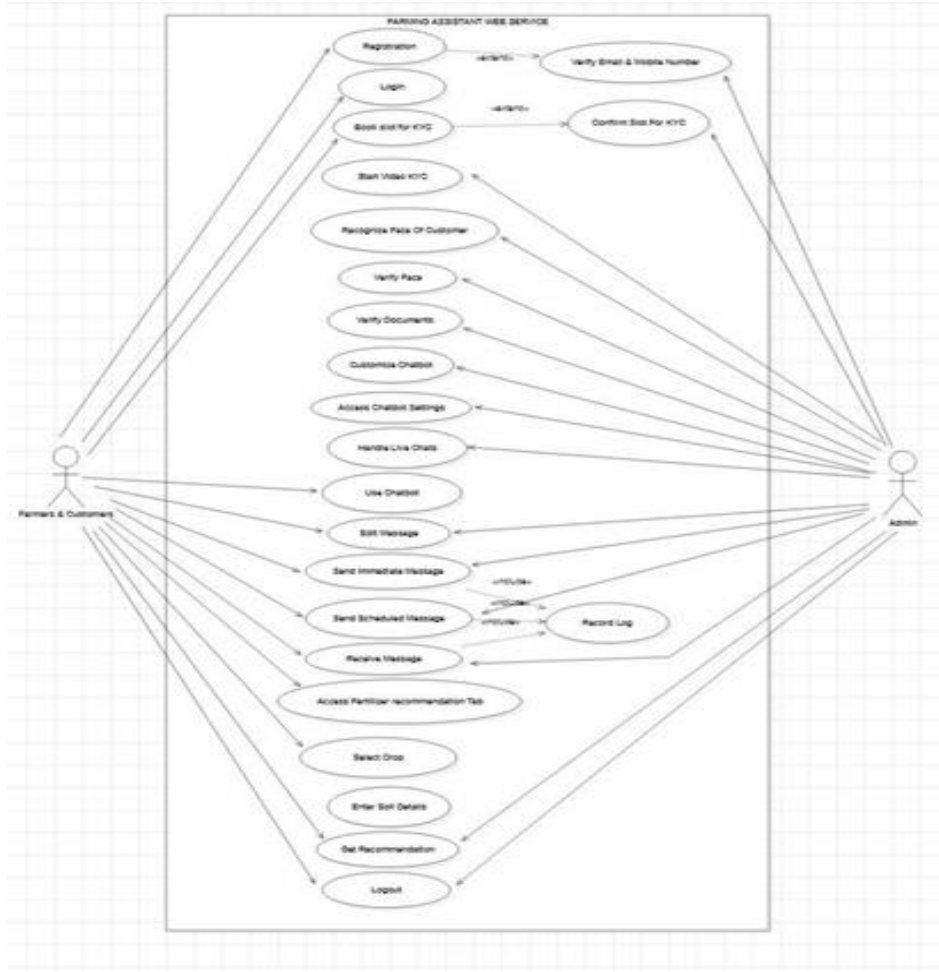 FARMING ASSISTANT WEB SERVICE
Registration
«extend»
Verify Email & Mobile Number
Login
«extend»
Book slot for KYC
Confirm Slot For KYC
Start Video KYC
Recognize Face Of Customer
Verify Face
Verify Documents
Customize Chatbot
Access Chatbot Settings
Handle Live Chats
Use Chatbot
Farmers & Customers
Admin
Edit Message
Send Immediate Message
«include»
«include»
Send Scheduled Message
«include»
Record Log
Receive Message
Access Fertilizer recommendation Tab
Select Crop
Enter Soil Details
Get Recommendation
Logout